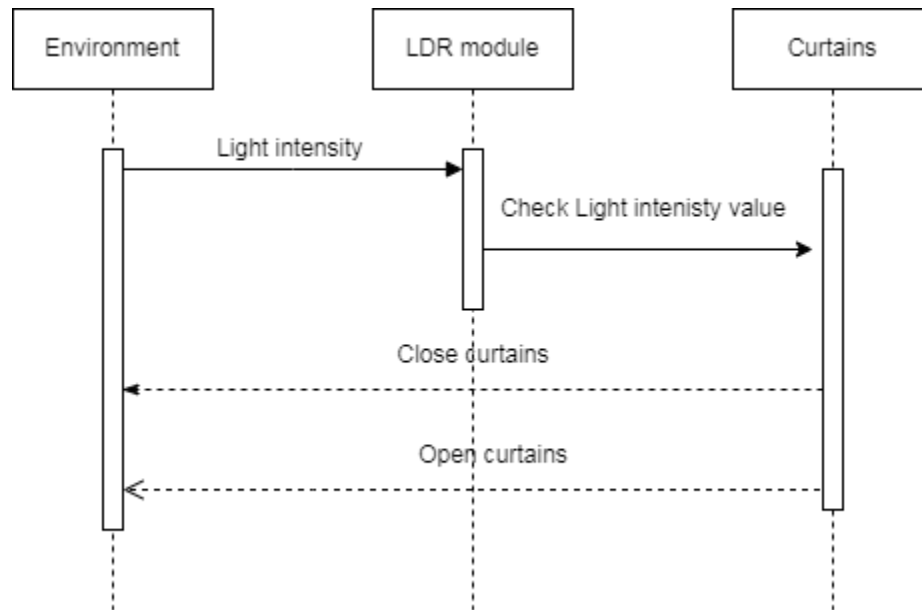 Environment
LDR module
Curtains
Light intensity
Check Light intenisty value
Close curtains
Open curtains